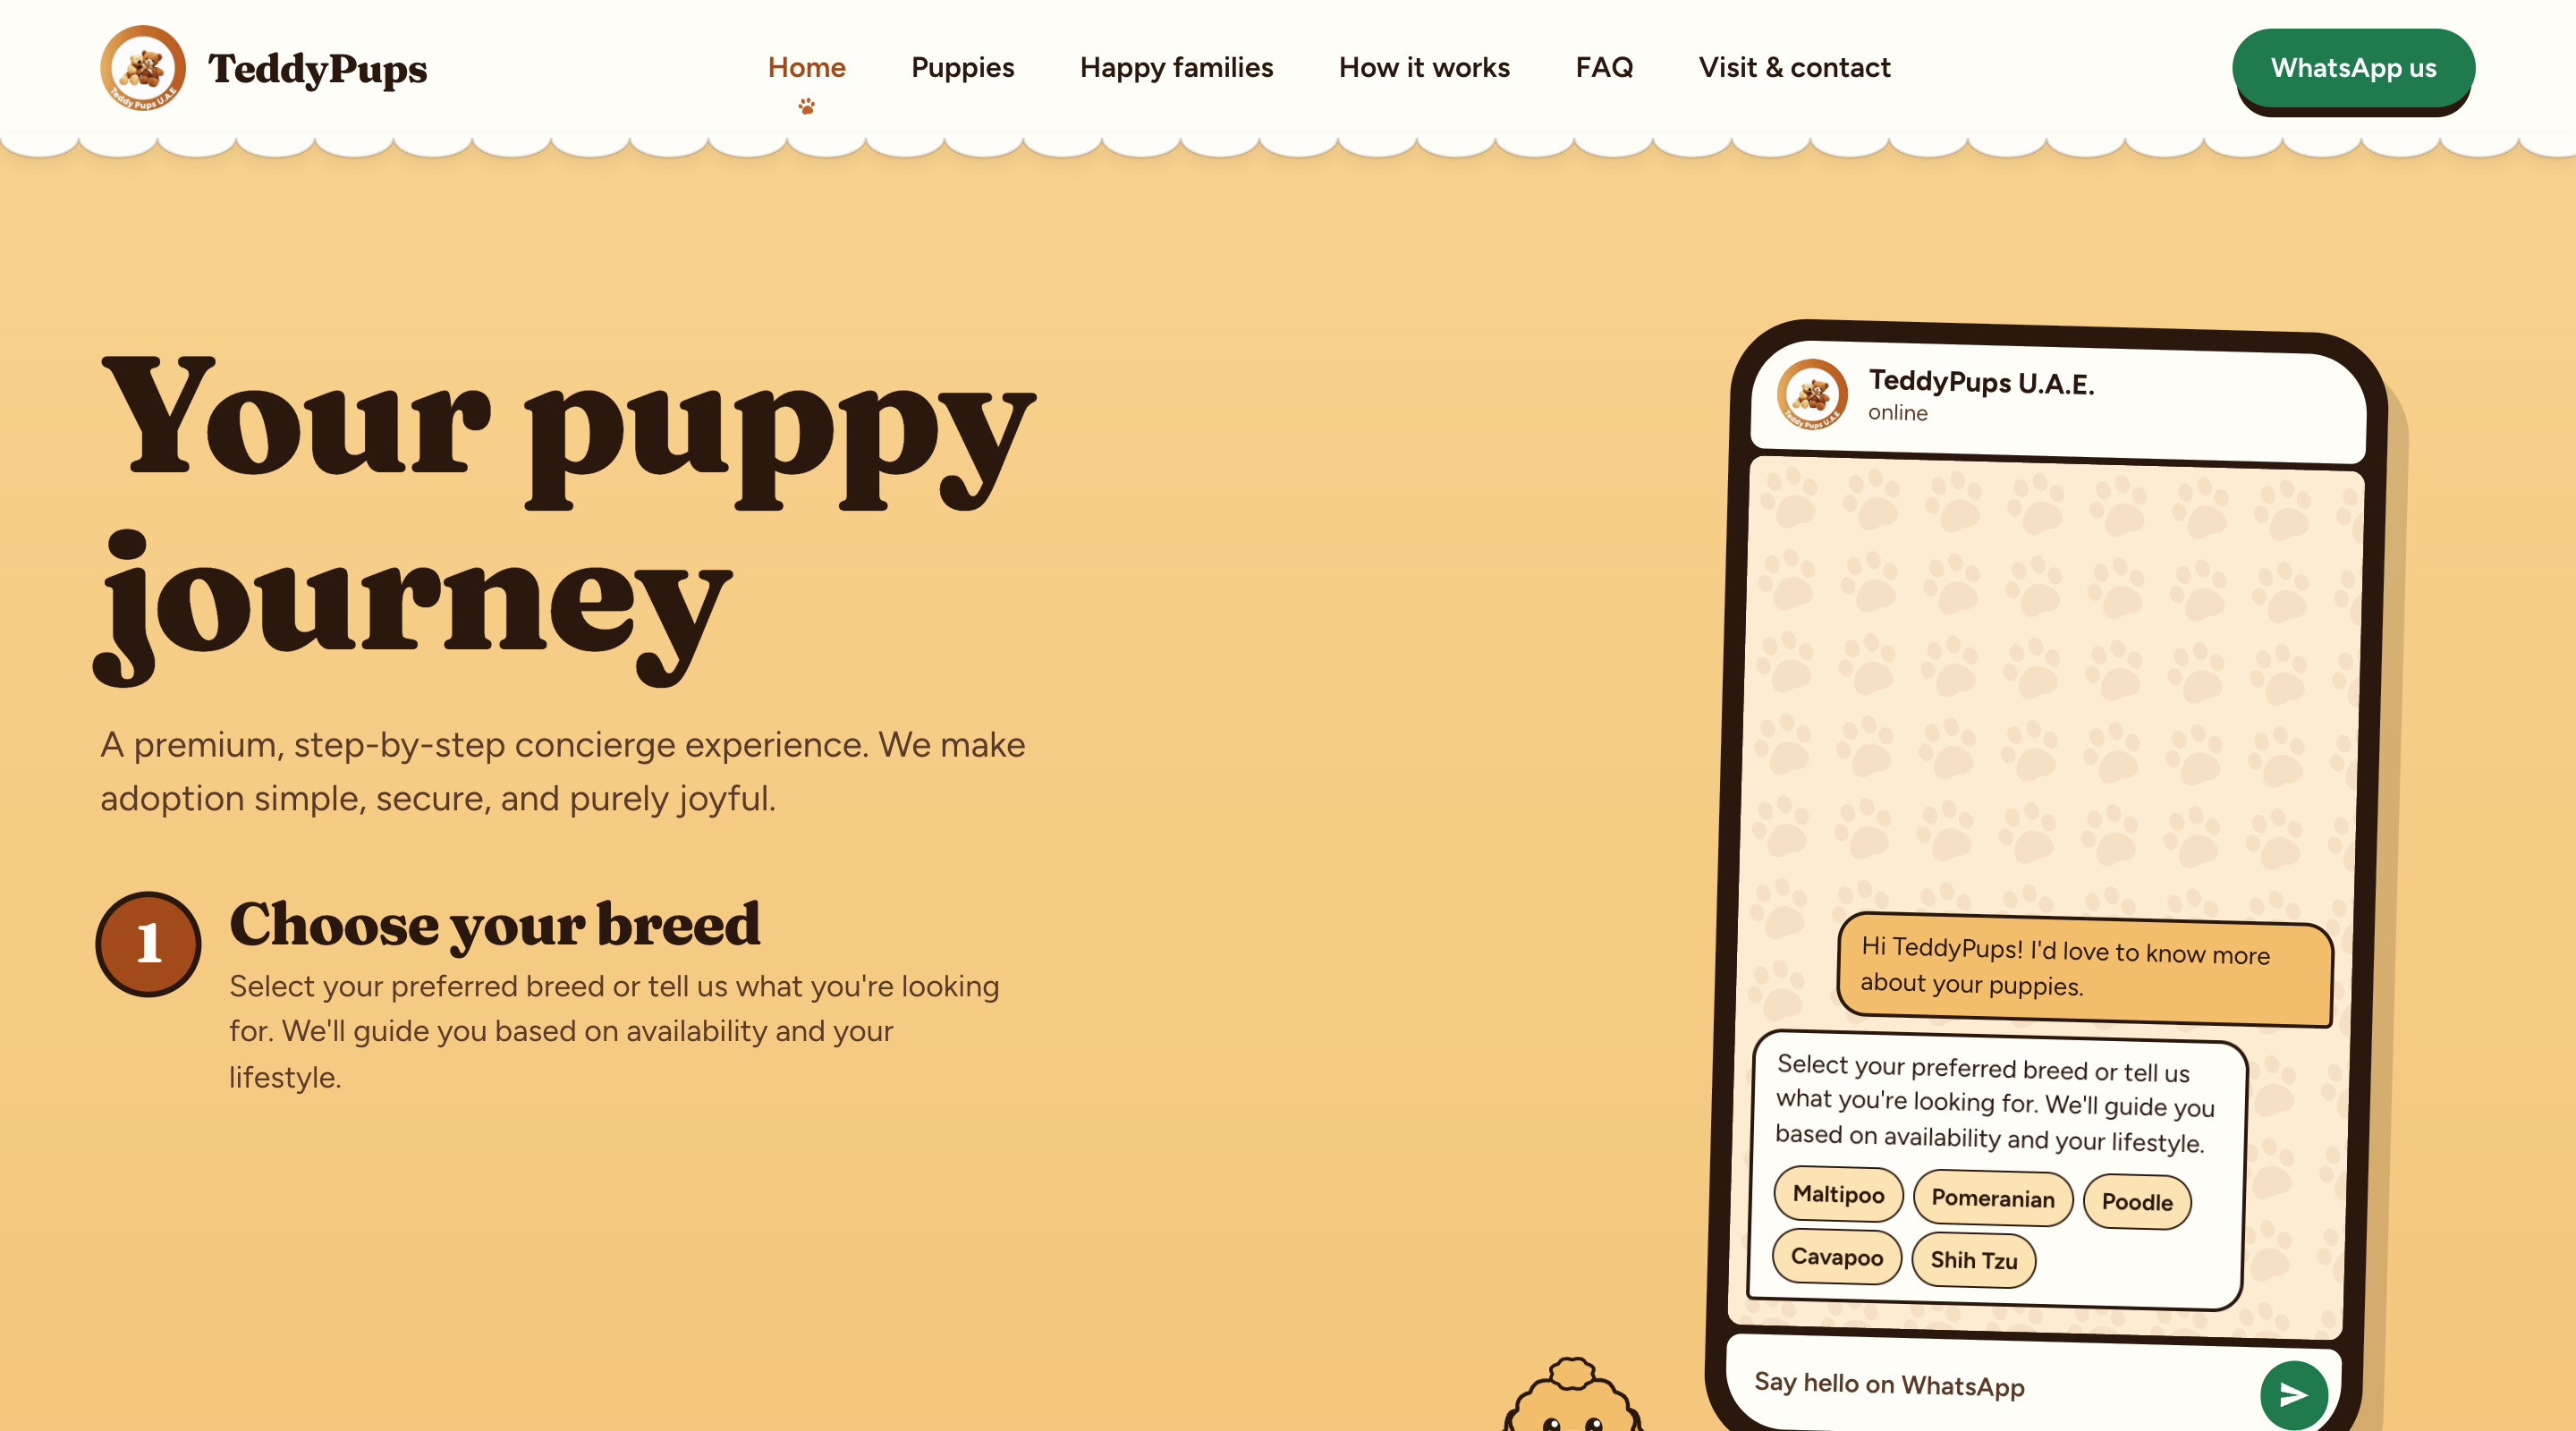 Teddy Pups U.A.E
TeddyPups
Home
Puppies
Happy families
How it works
FAQ
Visit & contact
WhatsApp us
Your puppy
journey
A premium, step-by-step concierge experience. We make
adoption simple, secure, and purely joyful.
1
Choose your breed
Select your preferred breed or tell us what you're looking
for. We'll guide you based on availability and your
lifestyle.
Teddy Pups U.A.E
TeddyPups U.A.E.
online
Hi TeddyPups! I'd love to know more
about your puppies.
Select your preferred breed or tell us
what you're looking for. We'll guide you
based on availability and your lifestyle.
Maltipoo
Pomeranian
Poodle
Cavapoo
Shih Tzu
Say hello on WhatsApp